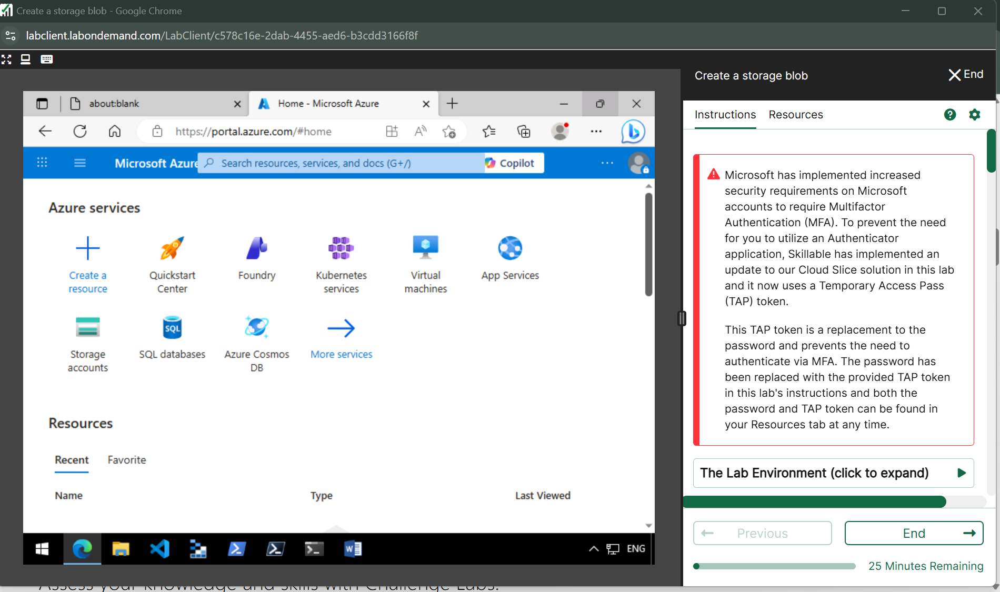 Create a storage blob - Google Chrome
labclient.labondemand.com/LabClient/c578c16e-2dab-4455-aed6-b3cdd3166f8f
about:blank
Home - Microsoft Azure
https://portal.azure.com/#home
Microsoft Azure
Search resources, services, and docs (G+/)
Copilot
Azure services
Create a
resource
Quickstart
Center
Foundry
Kubernetes
services
Virtual
machines
App Services
Storage
accounts
SQL
SQL databases
Azure Cosmos
DB
More services
Resources
Recent
Favorite
Name
Type
Last Viewed
ENG
Create a storage blob
End
Instructions
Resources
Microsoft has implemented increased
security requirements on Microsoft
accounts to require Multifactor
Authentication (MFA). To prevent the need
for you to utilize an Authenticator
application, Skillable has implemented an
update to our Cloud Slice solution in this lab
and it now uses a Temporary Access Pass
(TAP) token.
This TAP token is a replacement to the
password and prevents the need to
authenticate via MFA. The password has
been replaced with the provided TAP token
in this lab's instructions and both the
password and TAP token can be found in
your Resources tab at any time.
The Lab Environment (click to expand)
Previous
End
25 Minutes Remaining
Assess your knowledge and skills with Challenge Labs.